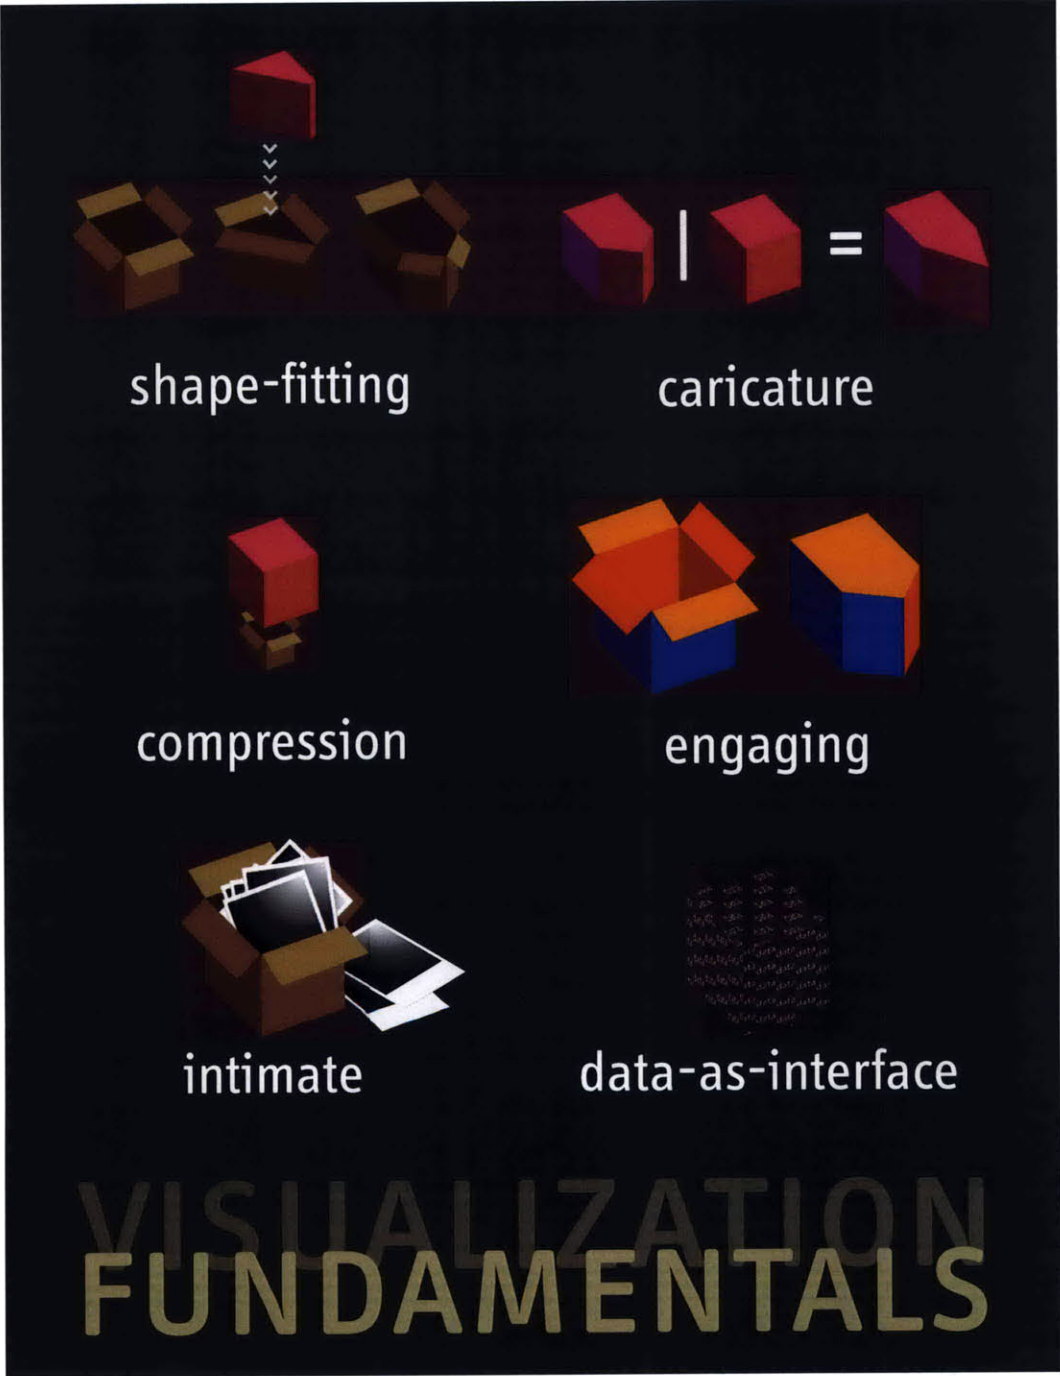 shape-fitting
caricature
compression
engaging
intimate
data-as-interface
VISUALIZATION
FUNDAMENTALS